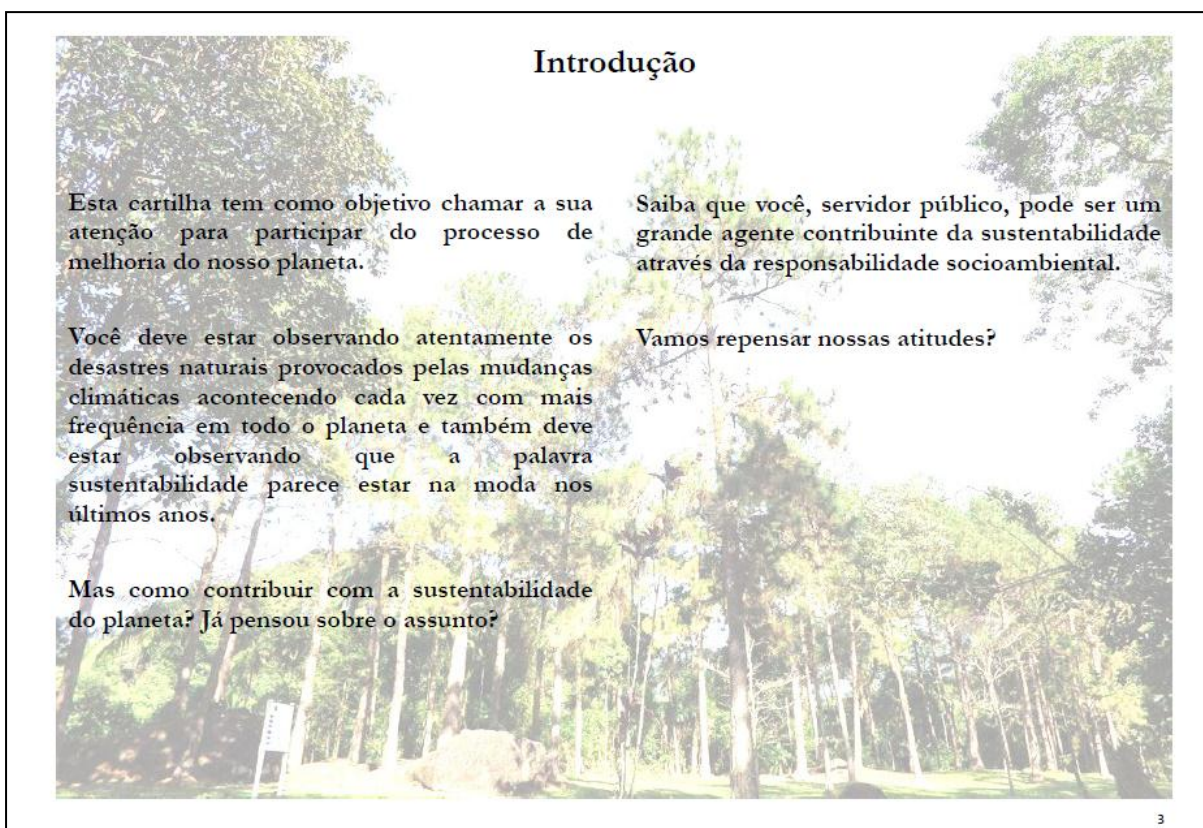 Introdução
Esta cartilha tem como objetivo chamar a sua
atenção para participar do processo de
melhoria do nosso planeta.
Você deve estar observando atentamente os
desastres naturais provocados pelas mudanças
climáticas acontecendo cada vez com mais
frequência em todo o planeta e também deve
estar observando que a palavra
sustentabilidade parece estar na moda nos
últimos anos.
Mas como contribuir com a sustentabilidade
do planeta? Já pensou sobre o assunto?
Saiba que você, servidor público, pode ser um
grande agente contribuinte da sustentabilidade
através da responsabilidade socioambiental.
Vamos repensar nossas atitudes?
3